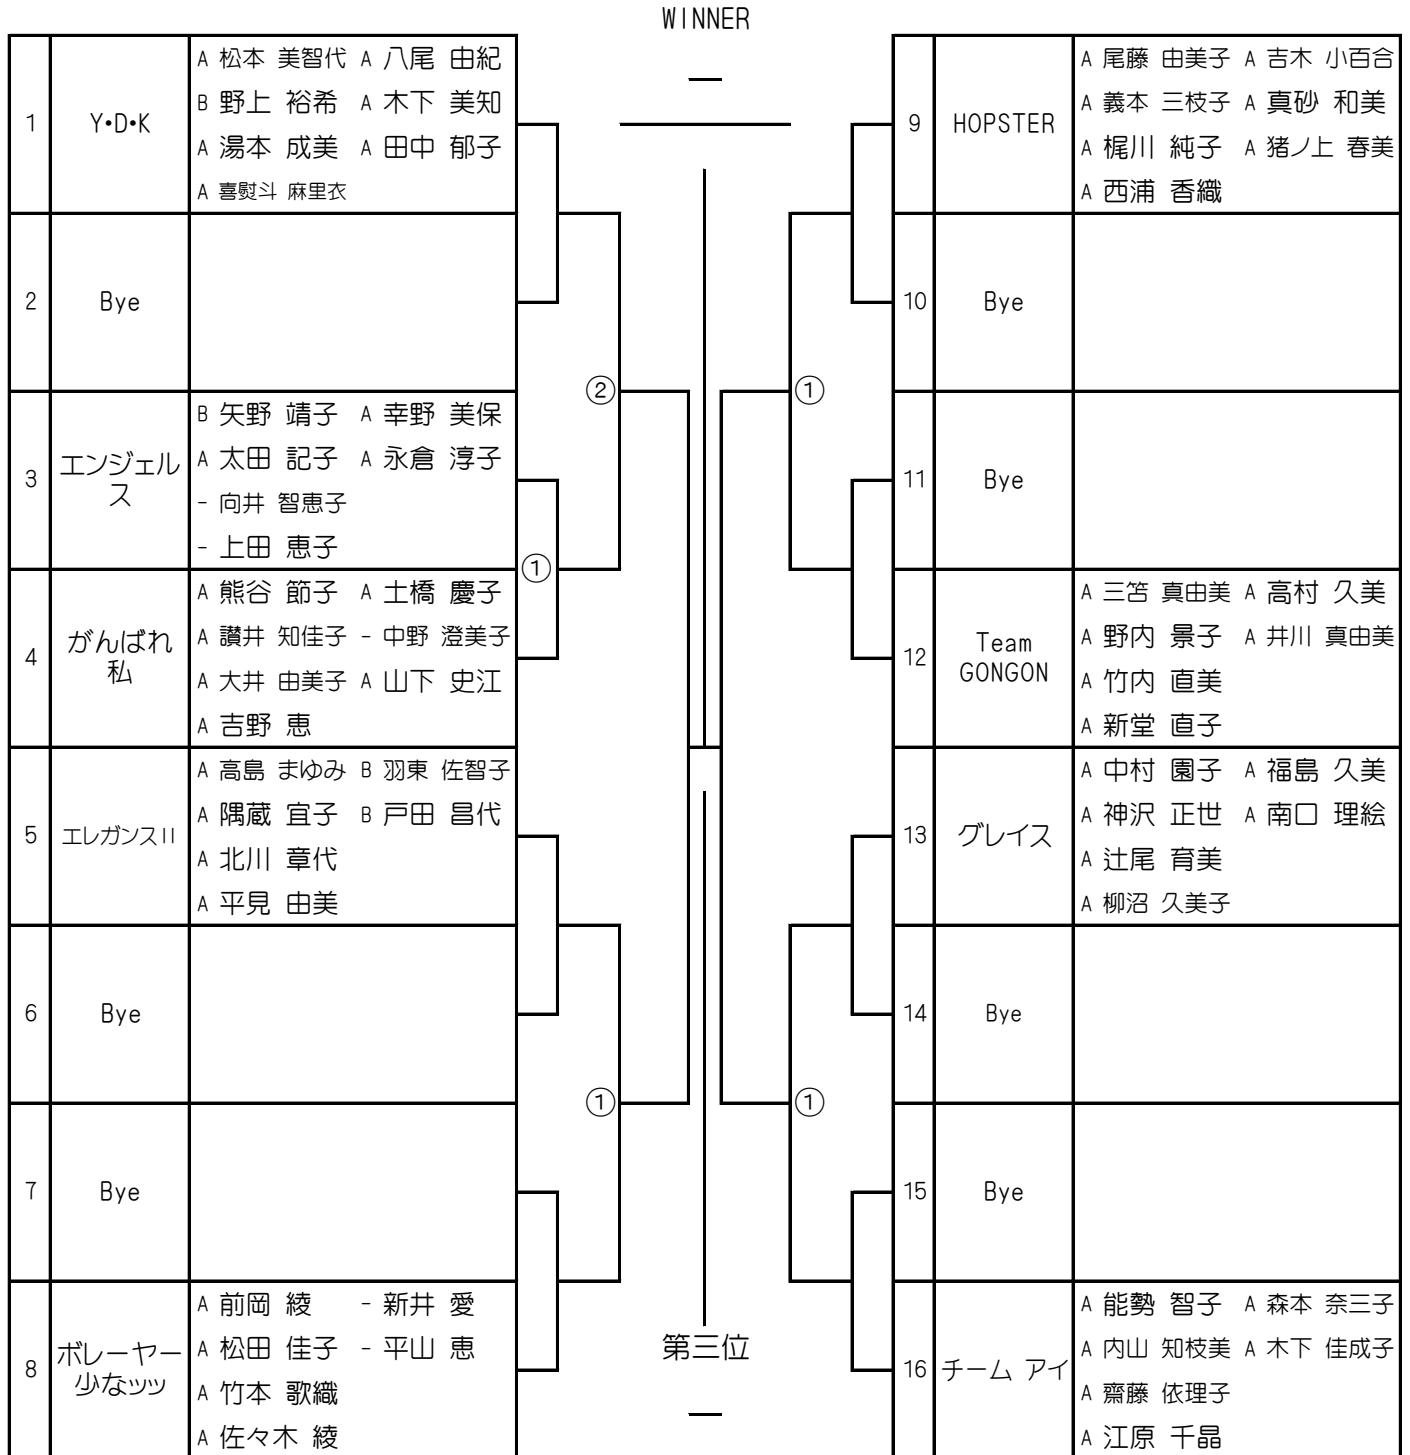 WINNER
1
Y・D・K
A 松本 美智代 A 八尾 由紀
B 野上 裕希 A 木下 美知
A 湯本 成美 A 田中 郁子
A 喜熨斗 麻里衣
2
Bye
3
エンジェル
ス
B 矢野 靖子 A 幸野 美保
A 太田 記子 A 永倉 淳子
- 向井 智恵子
- 上田 恵子
4
がんばれ
私
A 熊谷 節子 A 土橋 慶子
A 讃井 知佳子 - 中野 澄美子
A 大井 由美子 A 山下 史江
A 吉野 恵
5
エレガンスⅡ
A 高島 まゆみ B 羽東 佐智子
A 隅蔵 宜子 B 戸田 昌代
A 北川 章代
A 平見 由美
6
Bye
7
Bye
8
ボレーヤー
少なッッ
A 前岡 綾 - 新井 愛
A 松田 佳子 - 平山 恵
A 竹本 歌織
A 佐々木 綾
②
①
①
第三位
①
①
9
HOPSTER
A 尾藤 由美子 A 吉木 小百合
A 義本 三枝子 A 真砂 和美
A 梶川 純子 A 猪ノ上 春美
A 西浦 香織
10
Bye
11
Bye
12
Team
GONGON
A 三笘 真由美 A 高村 久美
A 野内 景子 A 井川 真由美
A 竹内 直美
A 新堂 直子
13
グレイス
A 中村 園子 A 福島 久美
A 神沢 正世 A 南口 理絵
A 辻尾 育美
A 柳沼 久美子
14
Bye
15
Bye
16
チーム アイ
A 能勢 智子 A 森本 奈三子
A 内山 知枝美 A 木下 佳成子
A 齋藤 依理子
A 江原 千晶